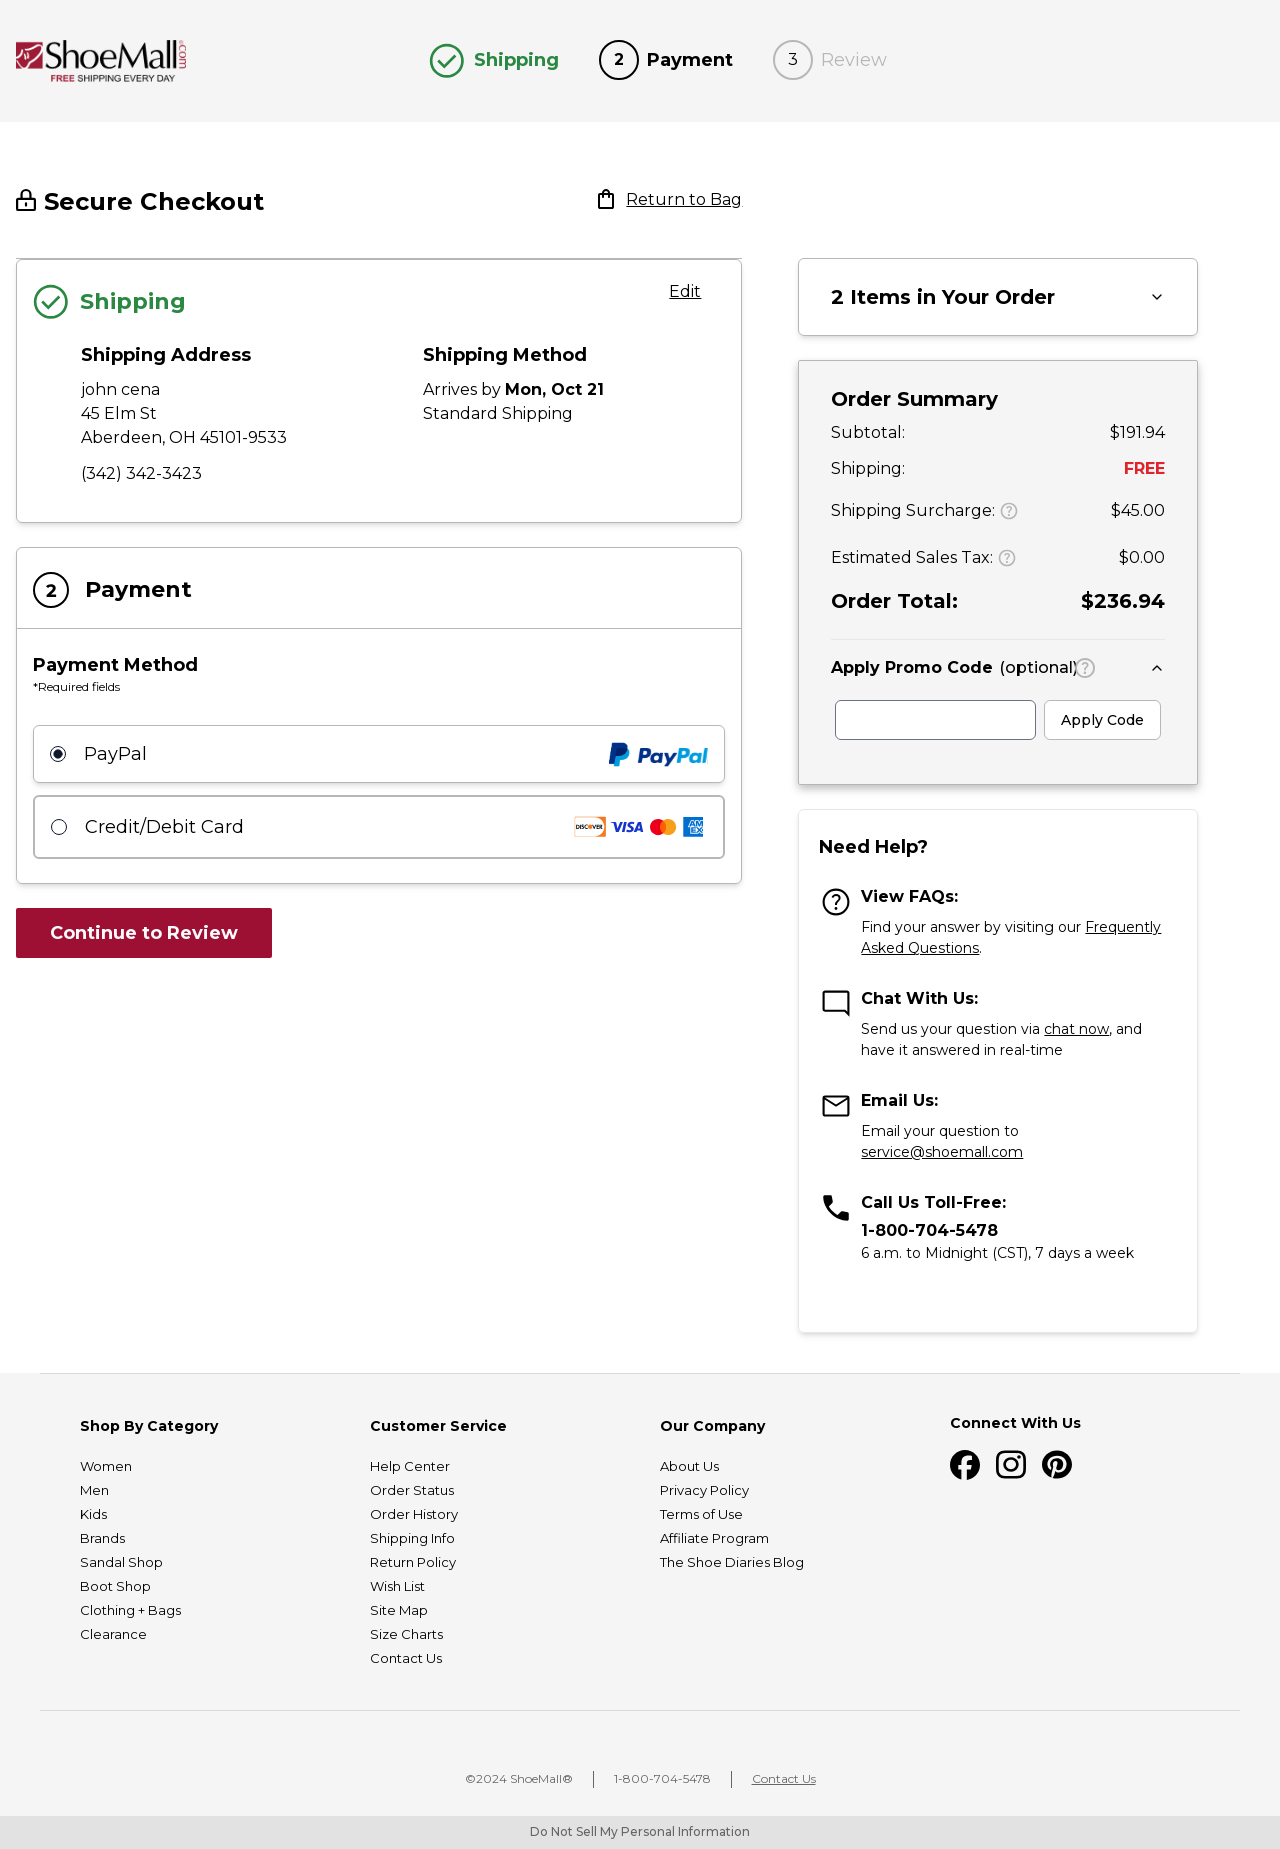 ShoeMall.com
FREE SHIPPING EVERY DAY
Shipping
2 Payment
3 Review
Secure Checkout
Return to Bag
Shipping
Edit
Shipping Address
john cena
45 Elm St
Aberdeen, OH 45101-9533
(342) 342-3423
Shipping Method
Arrives by Mon, Oct 21
Standard Shipping
2 Payment
Payment Method
*Required fields
PayPal
PayPal
Credit/Debit Card
DISCOVER VISA AMEX
Continue to Review
2 Items in Your Order
Order Summary
Subtotal: $191.94
Shipping: FREE
Shipping Surcharge: ? $45.00
Estimated Sales Tax: ? $0.00
Order Total: $236.94
Apply Promo Code (optional) ?
Apply Code
Need Help?
View FAQs:
Find your answer by visiting our Frequently
Asked Questions.
Chat With Us:
Send us your question via chat now, and
have it answered in real-time
Email Us:
Email your question to
service@shoemall.com
Call Us Toll-Free:
1-800-704-5478
6 a.m. to Midnight (CST), 7 days a week
Shop By Category
Women
Men
Kids
Brands
Sandal Shop
Boot Shop
Clothing + Bags
Clearance
Customer Service
Help Center
Order Status
Order History
Shipping Info
Return Policy
Wish List
Site Map
Size Charts
Contact Us
Our Company
About Us
Privacy Policy
Terms of Use
Affiliate Program
The Shoe Diaries Blog
Connect With Us
©2024 ShoeMall® 1-800-704-5478 Contact Us
Do Not Sell My Personal Information